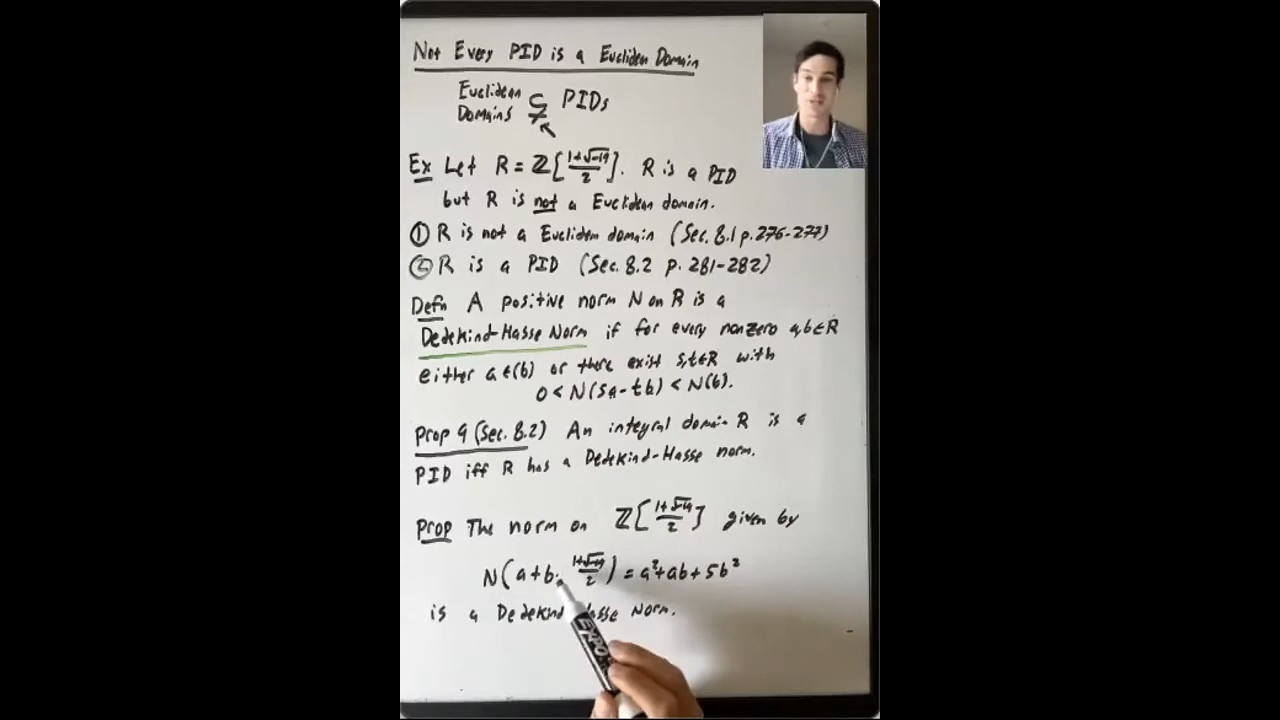 Not Every PID is a Euclidean Domain
Euclidean
Domains ⊊ PIDs
Ex Let R = ℤ[(1+√-19)/2]. R is a PID
but R is not a Euclidean domain.
① R is not a Euclidean domain (Sec. 8.1 p. 276-277)
② R is a PID (Sec. 8.2 p. 281-282)
Defn A positive norm N on R is a
Dedekind-Hasse Norm if for every nonzero a,b∈R
either a∈(b) or there exist s,t∈R with
0 < N(sa-tb) < N(b).
Prop 9 (Sec. 8.2) An integral domain R is a
PID iff R has a Dedekind-Hasse norm.
Prop The norm on ℤ[(1+√-19)/2] given by
N(a+b·(1+√-19)/2) = a²+ab+5b²
is a Dedekind-Hasse Norm.
EXPO